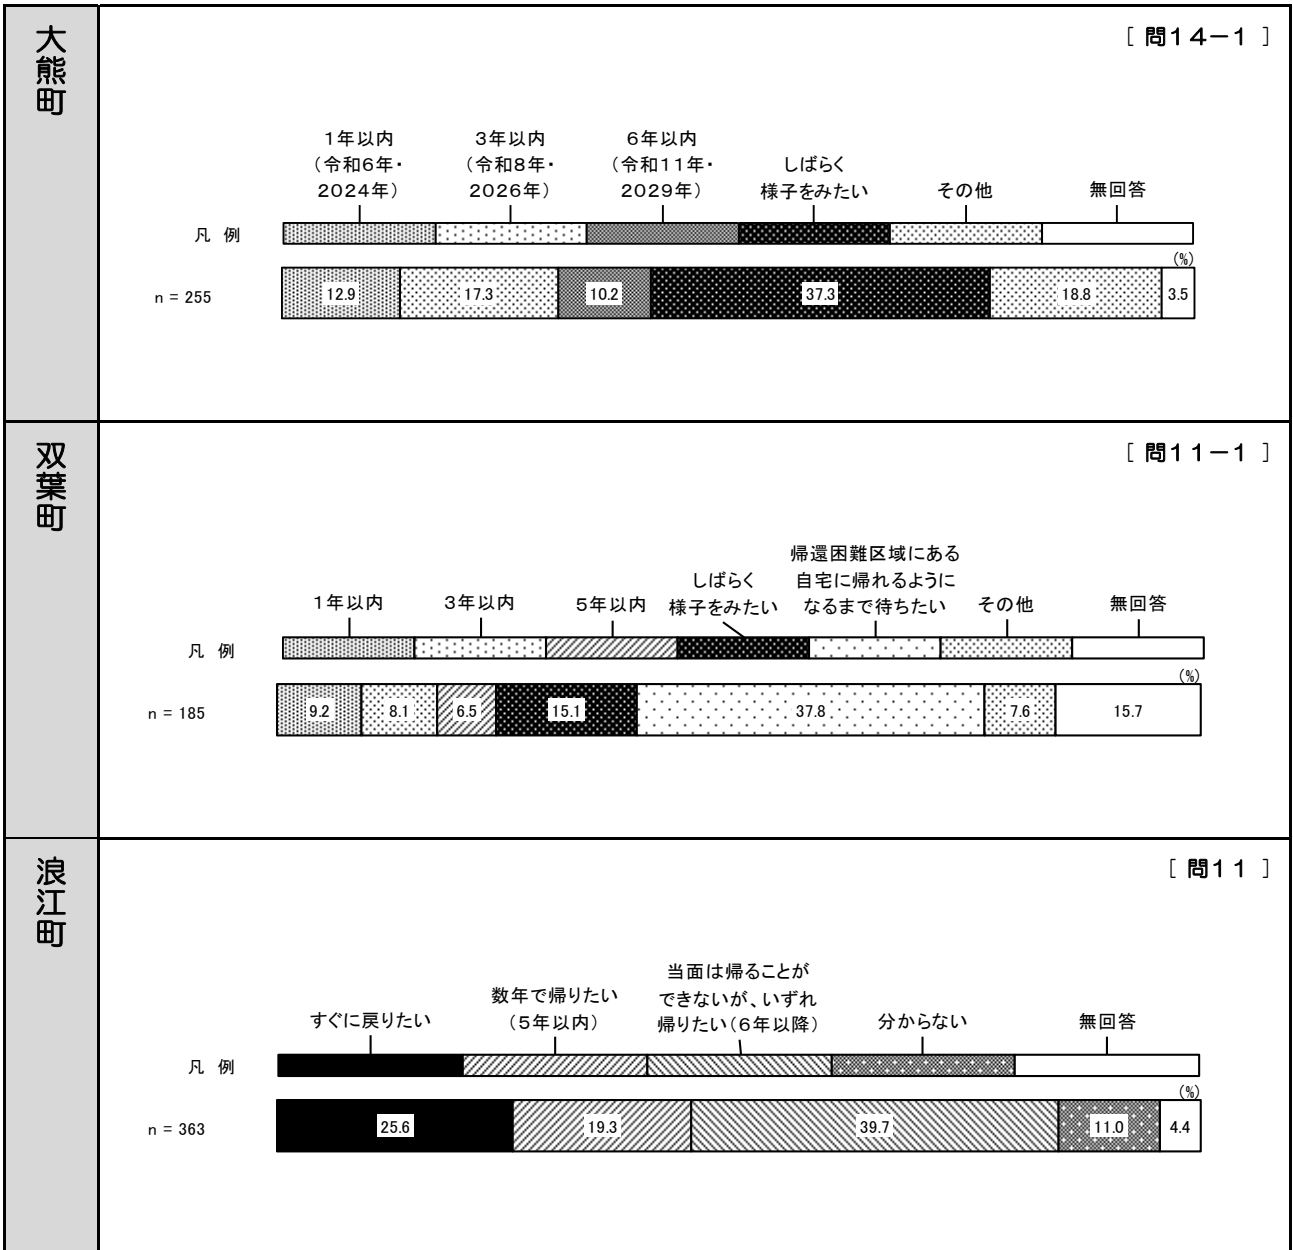 大熊町
[ 問14－1 ]
1年以内
（令和6年・
2024年）
3年以内
（令和8年・
2026年）
6年以内
（令和11年・
2029年）
しばらく
様子をみたい
その他
無回答
凡 例
(%)
n = 255
12.9
17.3
10.2
37.3
18.8
3.5
双葉町
[ 問11－1 ]
1年以内
3年以内
5年以内
しばらく
様子をみたい
帰還困難区域にある
自宅に帰れるように
なるまで待ちたい
その他
無回答
凡 例
(%)
n = 185
9.2
8.1
6.5
15.1
37.8
7.6
15.7
浪江町
[ 問11 ]
すぐに戻りたい
数年で帰りたい
（5年以内）
当面は帰ることが
できないが、いずれ
帰りたい（6年以降）
分からない
無回答
凡 例
(%)
n = 363
25.6
19.3
39.7
11.0
4.4